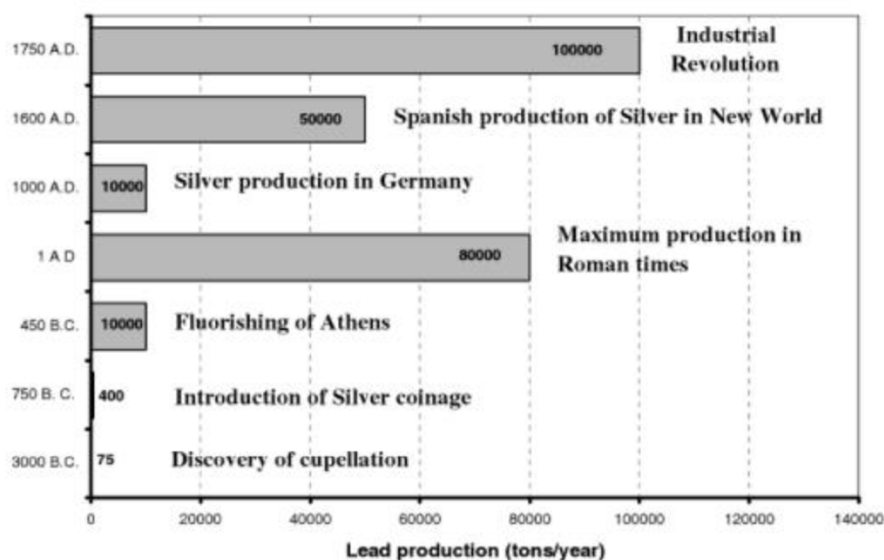 1750 A.D.
100000
Industrial
Revolution
1600 A.D.
50000
Spanish production of Silver in New World
1000 A.D.
10000
Silver production in Germany
1 A D
80000
Maximum production in
Roman times
450 B.C.
10000
Fluorishing of Athens
750 B. C.
400
Introduction of Silver coinage
3000 B.C.
75
Discovery of cupellation
0 20000 40000 60000 80000 100000 120000 140000
Lead production (tons/year)